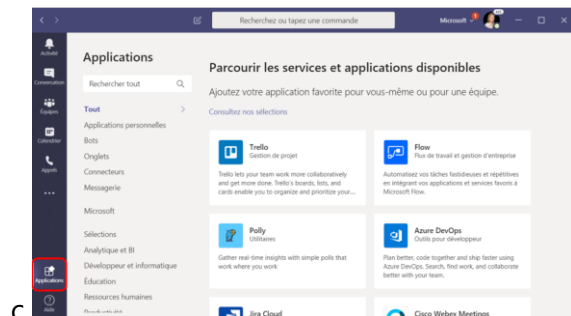 Recherchez ou tapez une commande
Microsoft
Activité
Conversation
Équipes
Calendrier
Appels
Applications
Aide
Applications
Rechercher tout
Tout
Applications personnelles
Bots
Onglets
Connecteurs
Messagerie
Microsoft
Sélections
Analytique et BI
Développeur et informatique
Éducation
Ressources humaines
Productivité
Parcourir les services et applications disponibles
Ajoutez votre application favorite pour vous-même ou pour une équipe.
Consultez nos sélections
Trello
Gestion de projet
Trello lets your team work more collaboratively
and get more done. Trello's boards, lists, and
cards enable you to organize and prioritize your...
Flow
Flux de travail et gestion d'entreprise
Automatisez vos tâches fastidieuses et répétitives
en intégrant vos applications et services favoris à
Microsoft Flow.
Polly
Utilitaires
Gather real-time insights with simple polls that
work where you work
Azure DevOps
Outils pour développeur
Plan better, code together and ship faster using
Azure DevOps. Search, find work, and collaborate
better with your team.
Jira Cloud
Cisco Webex Meetings
C